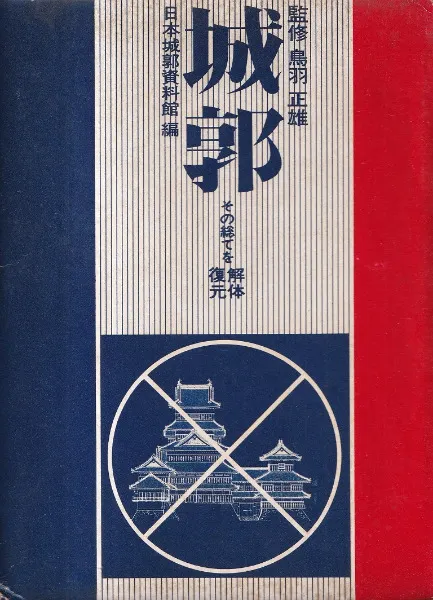 監修 鳥羽 正雄
城郭
日本城郭資料館 編
その総てを 解体
復元